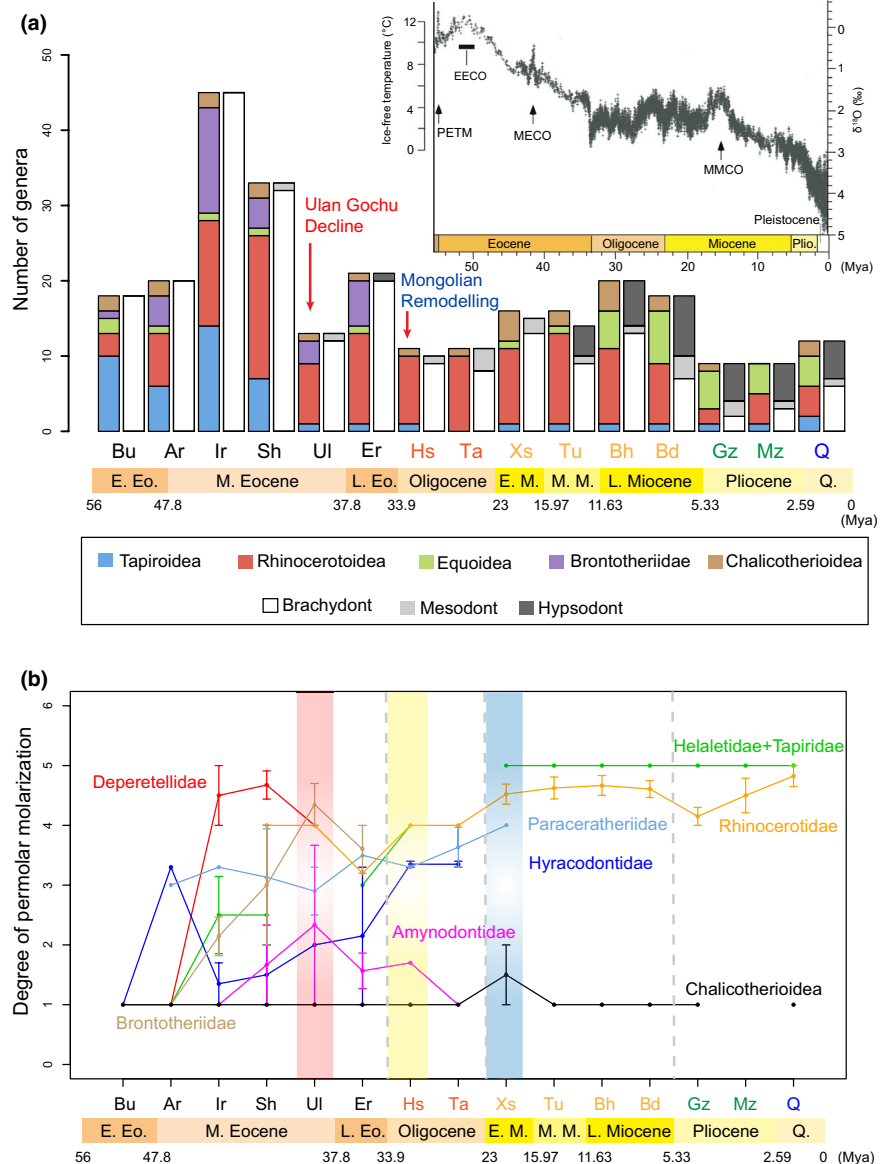 (a)
Number of genera
50
40
30
20
10
0
Ulan Gochu
Decline
Mongolian
Remodelling
Ice-free temperature (°C)
12
8
4
0
EECO
PETM
MECO
MMCO
Pleistocene
0
1
2
3
4
5
δ18O (‰)
Eocene Oligocene Miocene Plio.
50 40 30 20 10 0 (Mya)
Bu Ar Ir Sh Ul Er Hs Ta Xs Tu Bh Bd Gz Mz Q
E. Eo. M. Eocene L. Eo. Oligocene E. M. M. M. L. Miocene Pliocene Q.
56 47.8 37.8 33.9 23 15.97 11.63 5.33 2.59 0
(Mya)
Tapiroidea Rhinocerotoidea Equoidea Brontotheriidae Chalicotherioidea
Brachydont Mesodont Hypsodont
(b)
Degree of permolar molarization
6
5
4
3
2
1
0
Deperetellidae
Helaletidae+Tapiridae
Paraceratheriidae
Rhinocerotidae
Hyracodontidae
Amynodontidae
Chalicotherioidea
Brontotheriidae
Bu Ar Ir Sh Ul Er Hs Ta Xs Tu Bh Bd Gz Mz Q
E. Eo. M. Eocene L. Eo. Oligocene E. M. M. M. L. Miocene Pliocene Q.
56 47.8 37.8 33.9 23 15.97 11.63 5.33 2.59 0 (Mya)